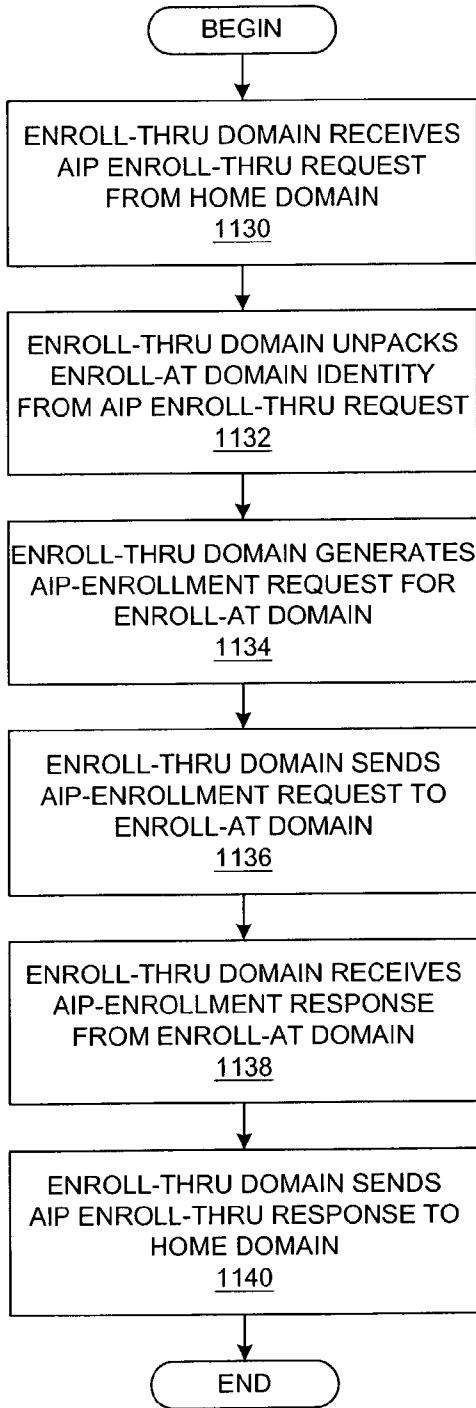 BEGIN
ENROLL-THRU DOMAIN RECEIVES
AIP ENROLL-THRU REQUEST
FROM HOME DOMAIN
1130
ENROLL-THRU DOMAIN UNPACKS
ENROLL-AT DOMAIN IDENTITY
FROM AIP ENROLL-THRU REQUEST
1132
ENROLL-THRU DOMAIN GENERATES
AIP-ENROLLMENT REQUEST FOR
ENROLL-AT DOMAIN
1134
ENROLL-THRU DOMAIN SENDS
AIP-ENROLLMENT REQUEST TO
ENROLL-AT DOMAIN
1136
ENROLL-THRU DOMAIN RECEIVES
AIP-ENROLLMENT RESPONSE
FROM ENROLL-AT DOMAIN
1138
ENROLL-THRU DOMAIN SENDS
AIP ENROLL-THRU RESPONSE TO
HOME DOMAIN
1140
END